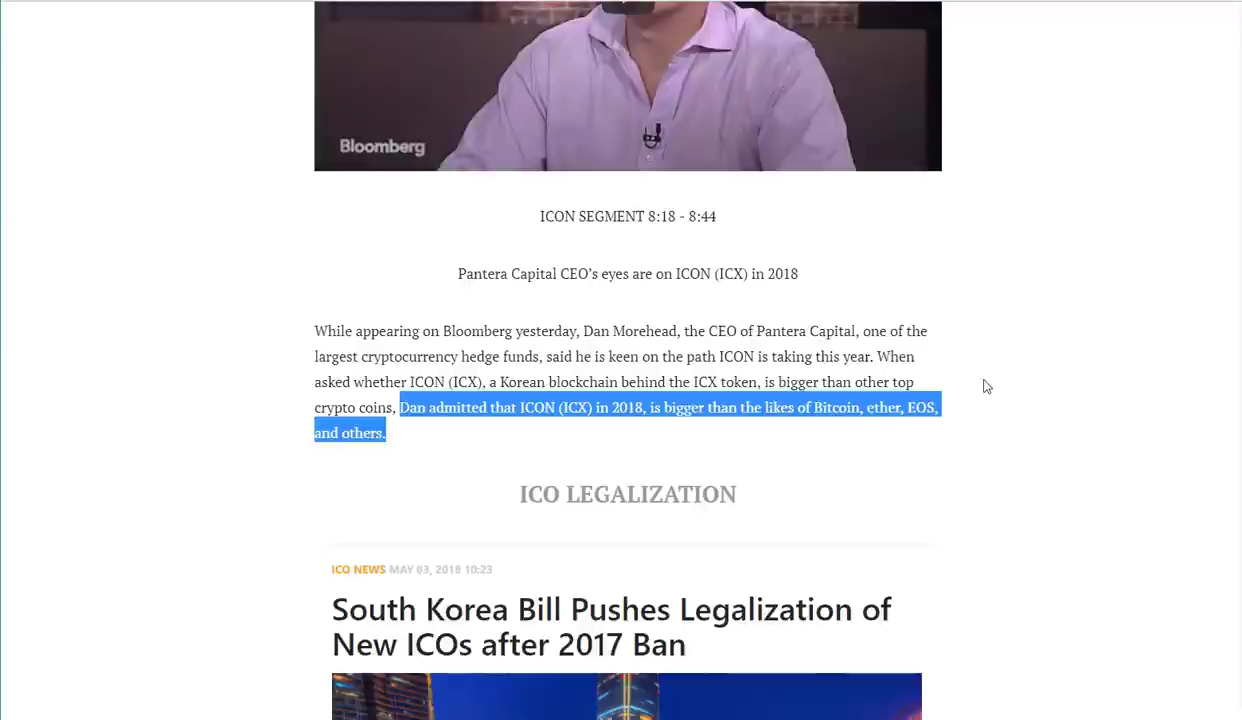 Bloomberg
ICON SEGMENT 8:18 - 8:44
Pantera Capital CEO’s eyes are on ICON (ICX) in 2018
While appearing on Bloomberg yesterday, Dan Morehead, the CEO of Pantera Capital, one of the
largest cryptocurrency hedge funds, said he is keen on the path ICON is taking this year. When
asked whether ICON (ICX), a Korean blockchain behind the ICX token, is bigger than other top
crypto coins, Dan admitted that ICON (ICX) in 2018, is bigger than the likes of Bitcoin, ether, EOS,
and others.
ICO LEGALIZATION
ICO NEWS MAY 03, 2018 10:23
South Korea Bill Pushes Legalization of
New ICOs after 2017 Ban